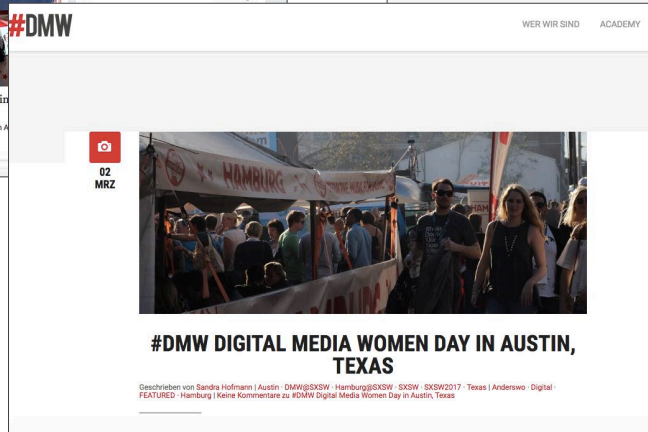 #DMW
WER WIR SIND ACADEMY
02
MRZ
HAMBURG
HAMBURG
#DMW DIGITAL MEDIA WOMEN DAY IN AUSTIN,
TEXAS
Geschrieben von Sandra Hofmann | Austin · DMW@SXSW · Hamburg@SXSW · SXSW · SXSW2017 · Texas | Anderswo · Digital ·
FEATURED · Hamburg | Keine Kommentare zu #DMW Digital Media Women Day in Austin, Texas